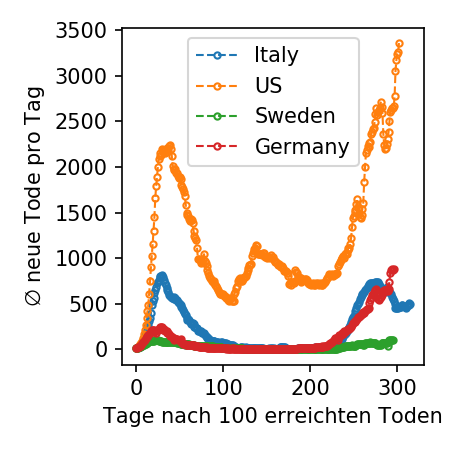 3500
3000
2500
2000
1500
1000
500
0
∅ neue Tode pro Tag
Italy
US
Sweden
Germany
0
100
200
300
Tage nach 100 erreichten Toden